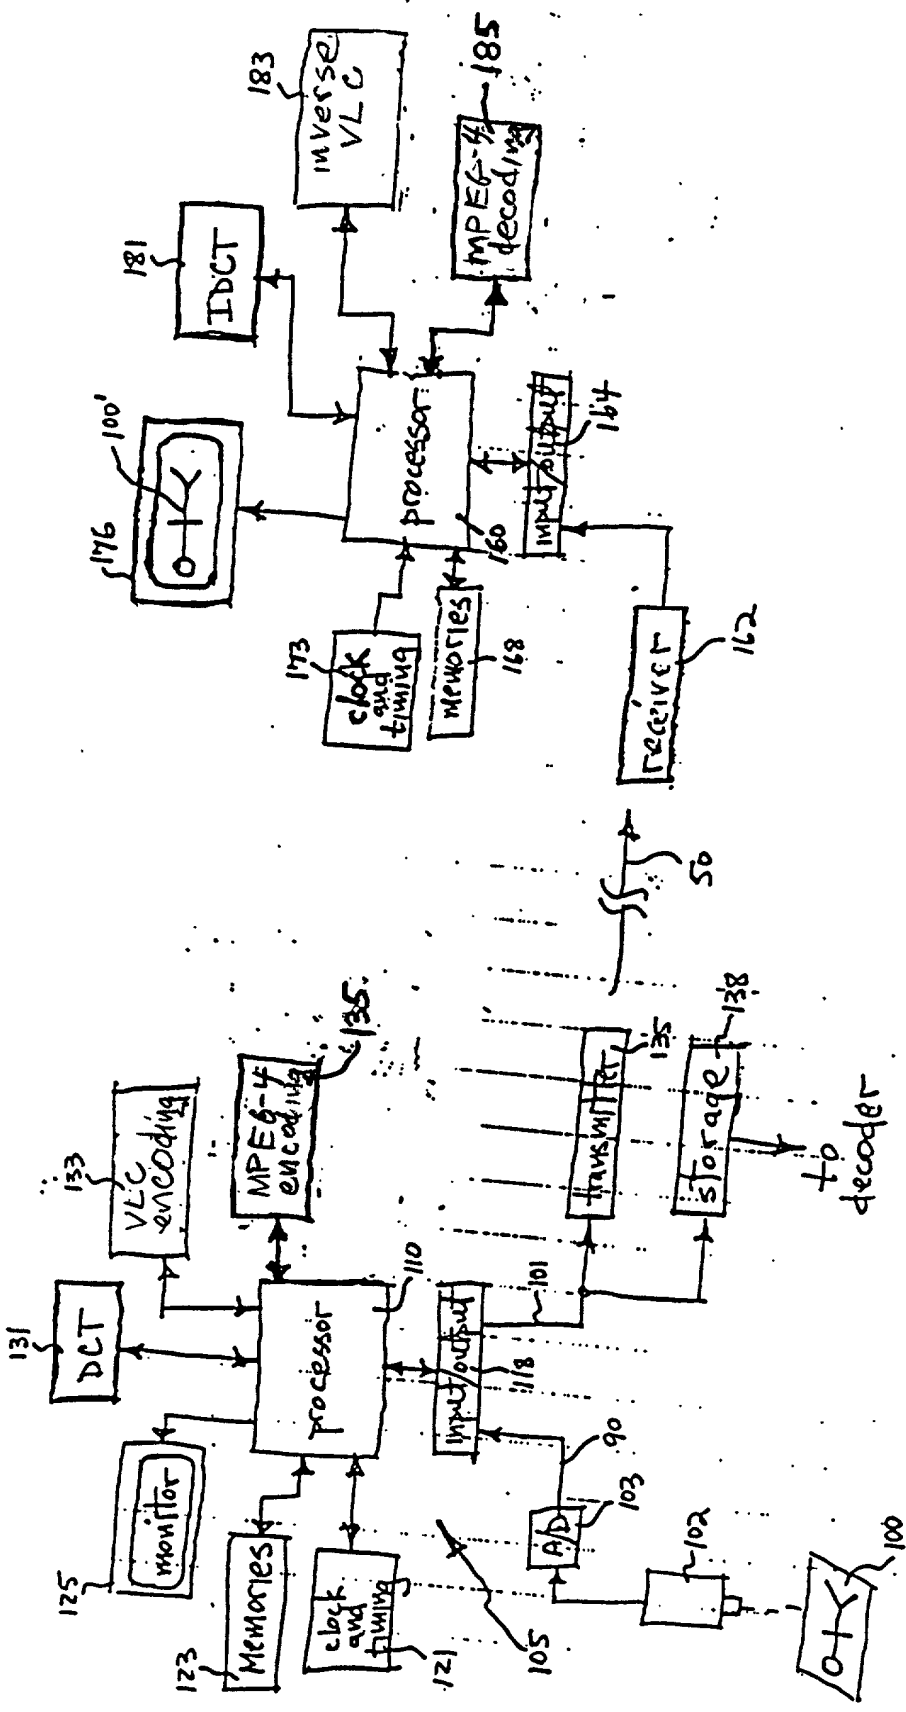 125
monitor
131
DCT
133
VLC
encoding
MPEG-4
encoding
135
123
Memories
121
clock
and
timing
processor
110
105
input/output
118
101
90
A/D
103
102
100
transmitter
135
storage
138
to
decoder
50
176
100'
181
IDCT
183
inverse
VLC
MPEG-4
decoding
185
173
clock
and
timing
memories
168
processor
160
input/output
164
receiver
162